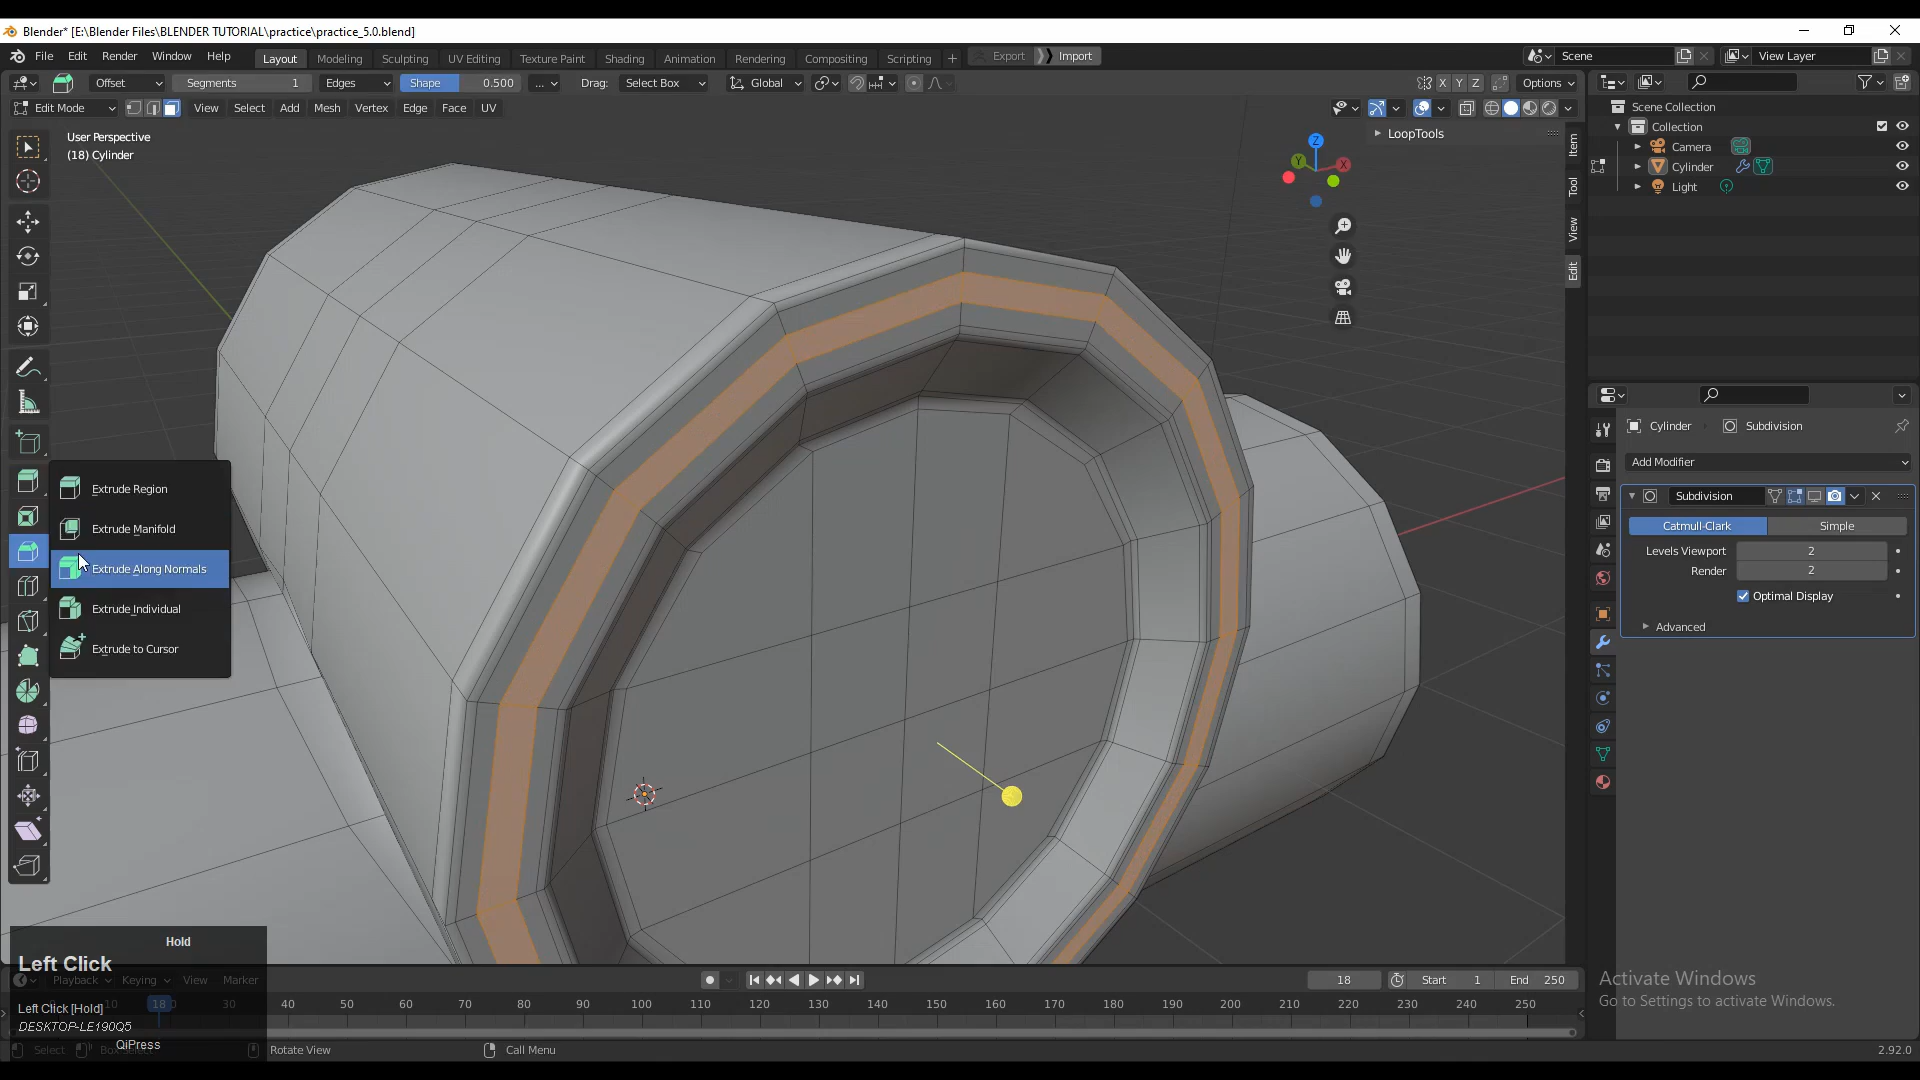 Blender* [E:\Blender Files\BLENDER TUTORIAL\practice\practice_5.0.blend]
File Edit Render Window Help Layout Modeling Sculpting UV Editing Texture Paint Shading Animation Rendering Compositing Scripting + Export Import Scene View Layer
Offset Segments 1 Edges Shape 0.500 ... Drag: Select Box Global X Y Z Options
Edit Mode View Select Add Mesh Vertex Edge Face UV
User Perspective
(18) Cylinder
LoopTools
Z
Y
X
Item
Tool
View
Edit
Scene Collection
Collection
Camera
Cylinder
Light
Cylinder Subdivision
Add Modifier
Subdivision
Catmull-Clark Simple
Levels Viewport 2
Render 2
Optimal Display
Advanced
Extrude Region
Extrude Manifold
Extrude Along Normals
Extrude Individual
Extrude to Cursor
Hold
Left Click
Left Click [Hold]
DESKTOP-LE190Q5
QiPress
Playback Keying View Marker 18 Start 1 End 250
10 18 30 40 50 60 70 80 90 100 110 120 130 140 150 160 170 180 190 200 210 220 230 240 250
Select Box Select Rotate View Call Menu 2.92.0
Activate Windows
Go to Settings to activate Windows.